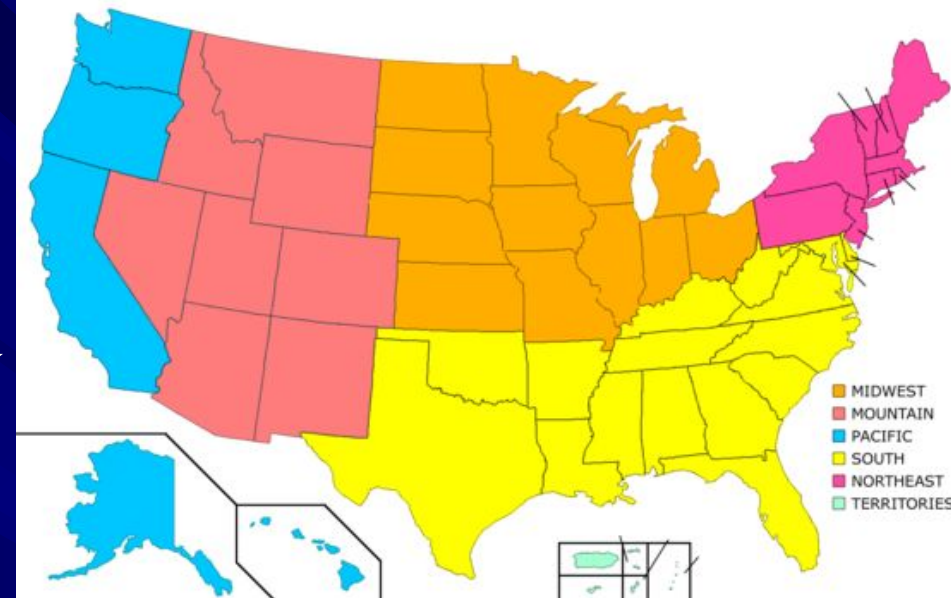 MIDWEST
MOUNTAIN
PACIFIC
SOUTH
NORTHEAST
TERRITORIES